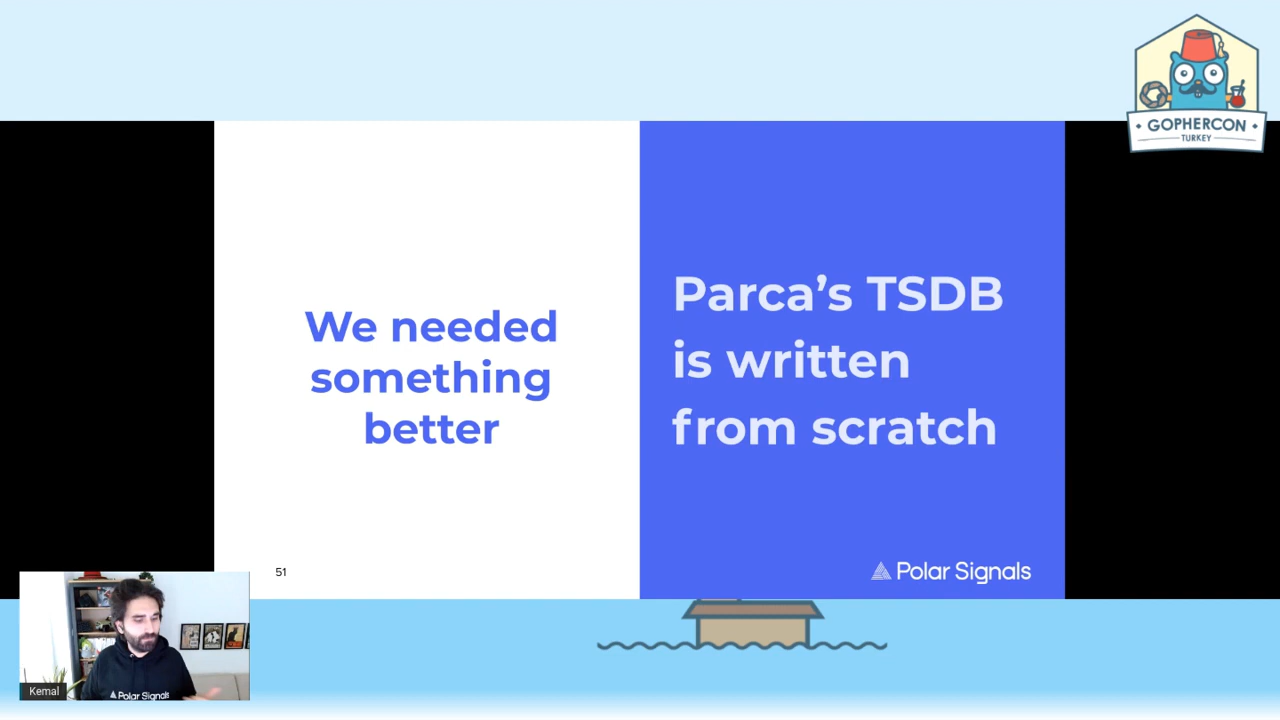 GOPHERCON
TURKEY
We needed
something
better
Parca’s TSDB
is written
from scratch
51
Polar Signals
Polar Signals
Kemal